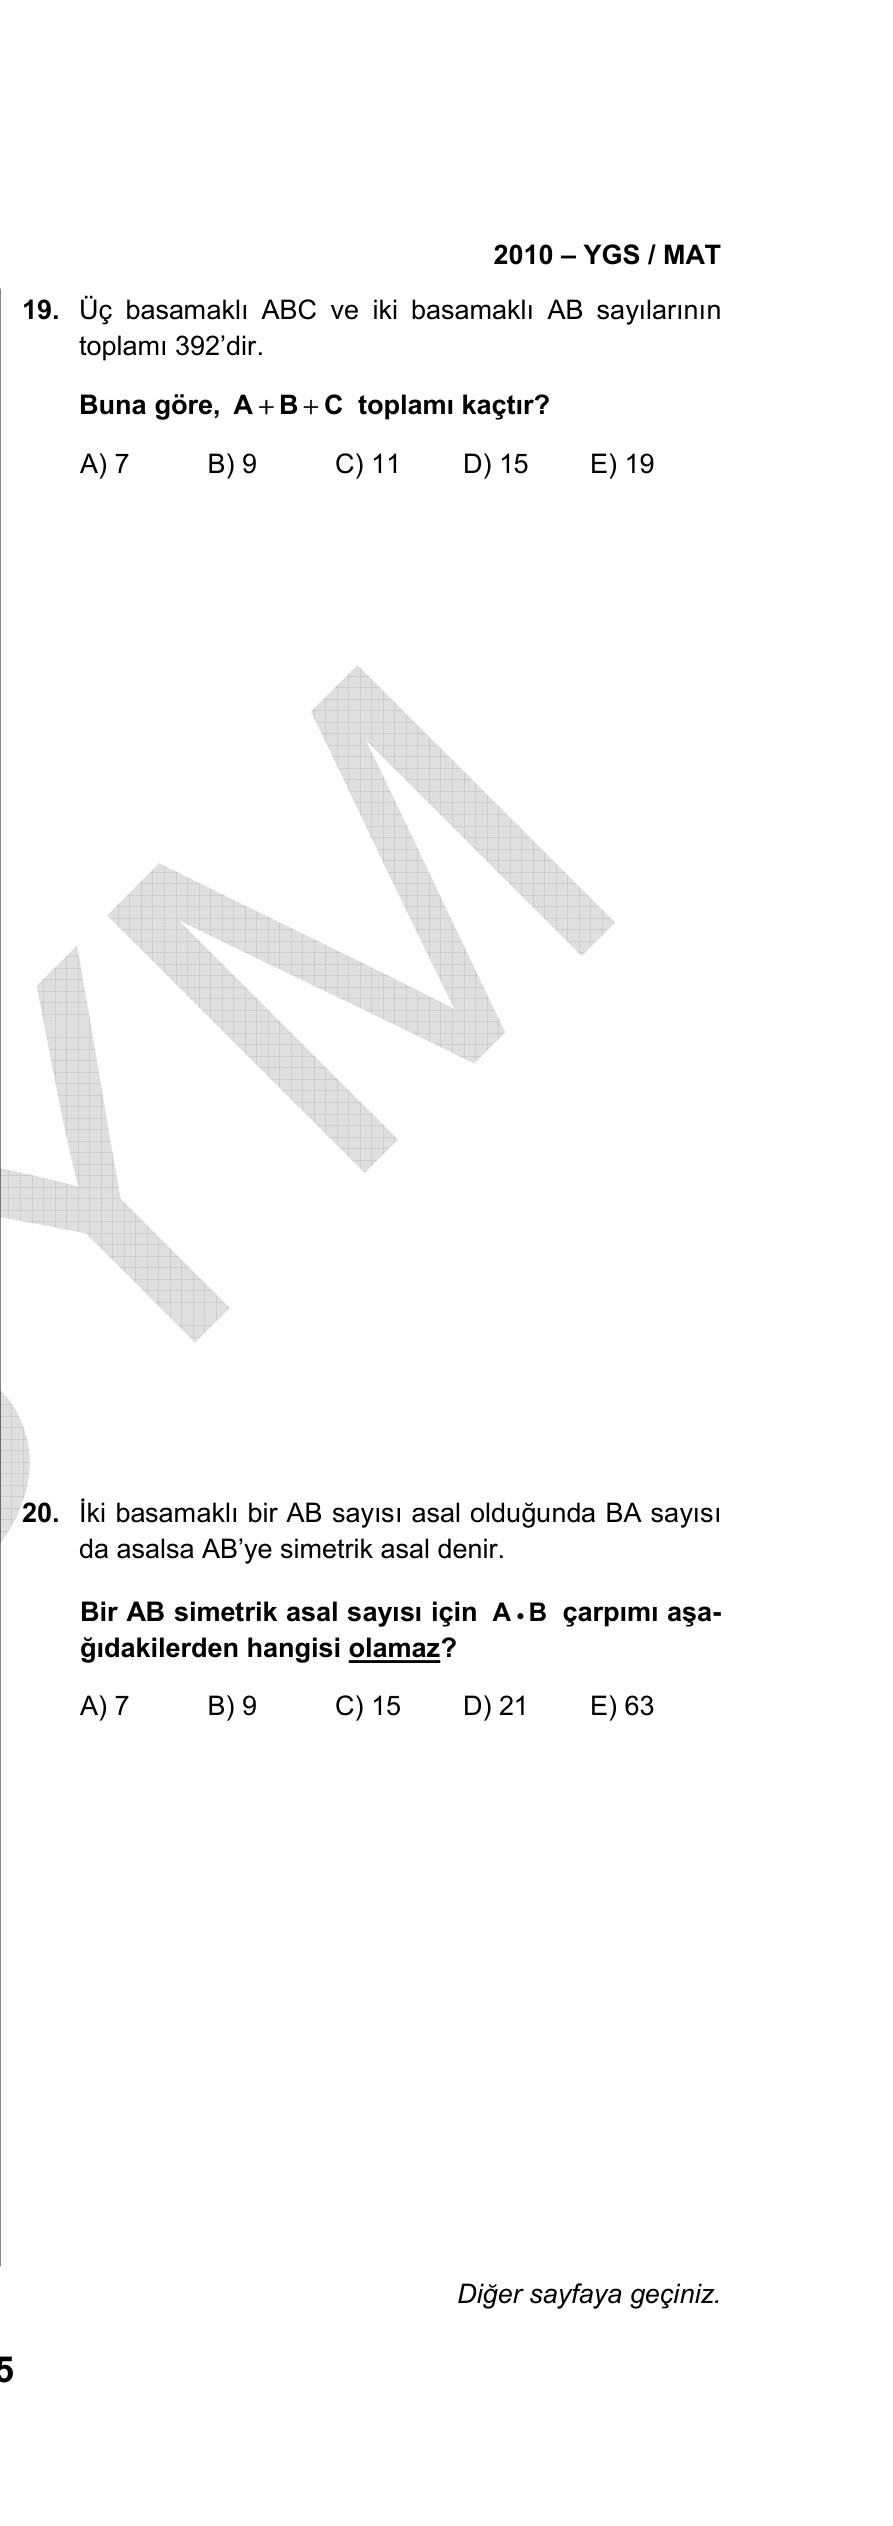 2010 – YGS / MAT
19. Üç basamaklı ABC ve iki basamaklı AB sayılarının
toplamı 392’dir.
Buna göre, A + B + C toplamı kaçtır?
A) 7 B) 9 C) 11 D) 15 E) 19
YM
20. İki basamaklı bir AB sayısı asal olduğunda BA sayısı
da asalsa AB’ye simetrik asal denir.
Bir AB simetrik asal sayısı için A • B çarpımı aşa-
ğıdakilerden hangisi olamaz?
A) 7 B) 9 C) 15 D) 21 E) 63
Diğer sayfaya geçiniz.
5